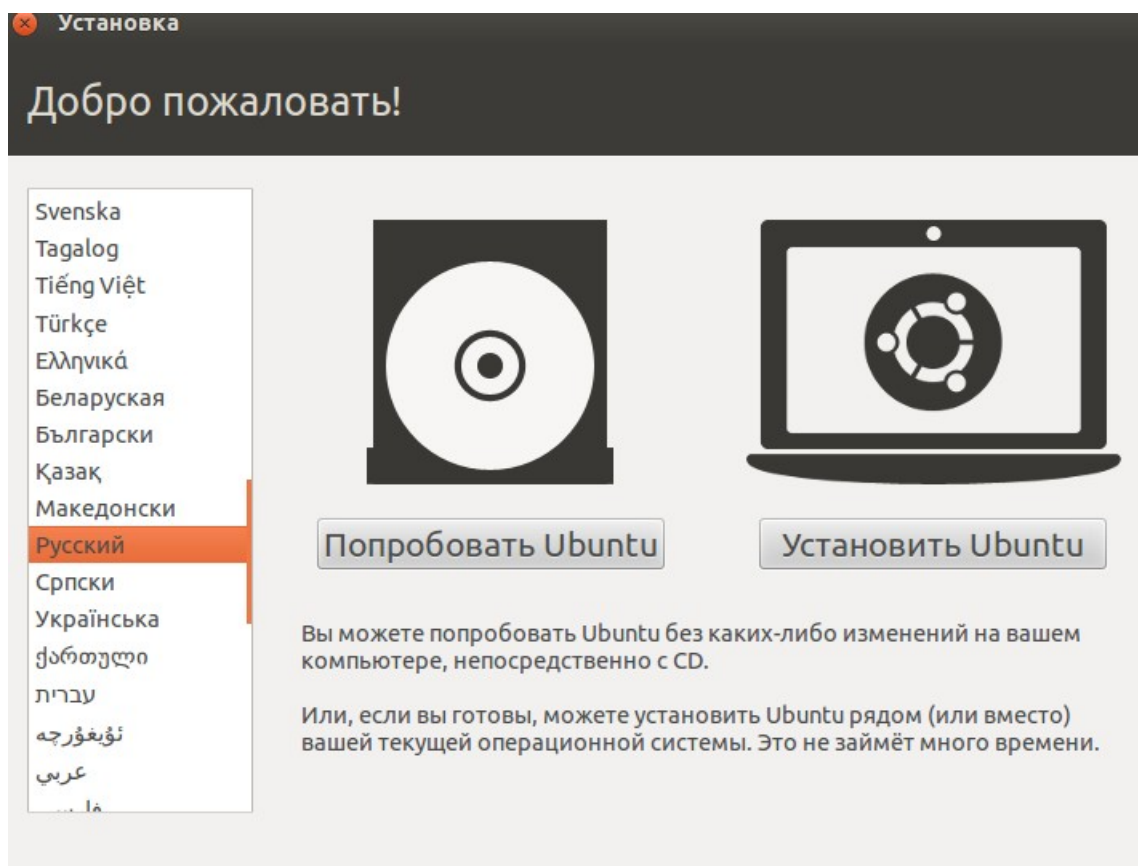 Установка
Добро пожаловать!
Svenska
Tagalog
Tiếng Việt
Türkçe
Ελληνικά
Беларуская
Български
Қазақ
Македонски
Русский
Српски
Українська
ქართული
עברית
ئۇيغۇرچە
عربي
Попробовать Ubuntu
Установить Ubuntu
Вы можете попробовать Ubuntu без каких-либо изменений на вашем
компьютере, непосредственно с CD.
Или, если вы готовы, можете установить Ubuntu рядом (или вместо)
вашей текущей операционной системы. Это не займёт много времени.